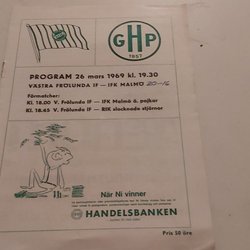 GHP
1957
PROGRAM 26 mars 1969 kl. 19.30
VÄSTRA FRÖLUNDA IF — IFK MALMÖ 20-16
Förmatcher:
Kl. 18.00 V. Frölunda IF — IFK Malmö ö. pojkar
Kl. 18.45 V. Frölunda IF — RIK slocknade stjärnor
När Ni vinner
HANDELSBANKEN
Pris 50 öre